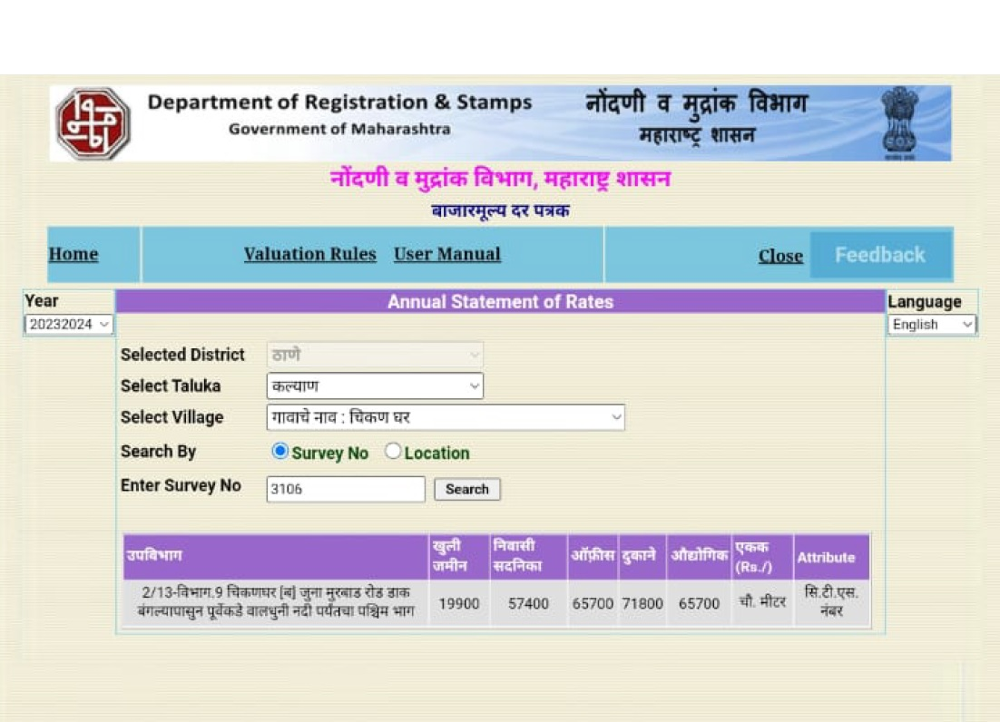 Department of Registration & Stamps
Government of Maharashtra
नोंदणी व मुद्रांक विभाग
महाराष्ट्र शासन
नोंदणी व मुद्रांक विभाग, महाराष्ट्र शासन
बाजारमूल्य दर पत्रक
Home Valuation Rules User Manual Close Feedback
Year Annual Statement of Rates Language
20232024 English
Selected District ठाणे
Select Taluka कल्याण
Select Village गावाचे नाव : चिकण घर
Search By Survey No Location
Enter Survey No 3106 Search
उपविभाग खुली जमीन निवासी सदनिका ऑफ़ीस दुकाने औद्योगिक एकक (Rs./) Attribute
2/13-विभाग.9 चिकणघर [ब] जुना मुरबाड रोड डाक
बंगल्यापासुन पूर्वेकडे वालधुनी नदी पर्यंतचा पश्चिम भाग
19900 57400 65700 71800 65700 चौ. मीटर सि.टी.एस. नंबर